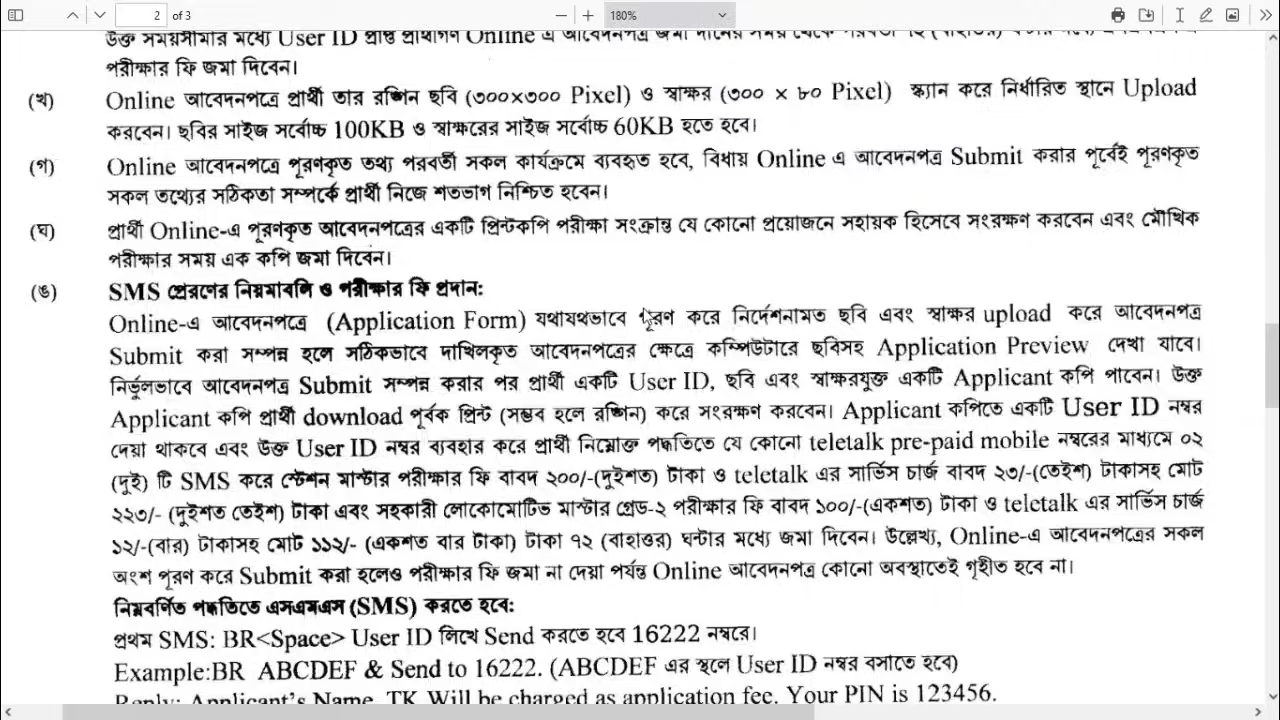 2 of 3
180%
উক্ত সময়সীমার মধ্যে User ID প্রাপ্ত প্রার্থীগণ Online এ আবেদনপত্র জমা দানের সময় থেকে পরবর্তী
পরীক্ষার ফি জমা দিবেন।
(খ) Online আবেদনপত্রে প্রার্থী তার রঙ্গিন ছবি (৩০০×৩০০ Pixel) ও স্বাক্ষর (৩০০ × ৮০ Pixel) স্ক্যান করে নির্ধারিত স্থানে Upload
করবেন। ছবির সাইজ সর্বোচ্চ 100KB ও স্বাক্ষরের সাইজ সর্বোচ্চ 60KB হতে হবে।
(গ) Online আবেদনপত্রে পূরণকৃত তথ্য পরবর্তী সকল কার্যক্রমে ব্যবহৃত হবে, বিধায় Online এ আবেদনপত্র Submit করার পূর্বেই পূরণকৃত
সকল তথ্যের সঠিকতা সম্পর্কে প্রার্থী নিজে শতভাগ নিশ্চিত হবেন।
(ঘ) প্রার্থী Online-এ পূরণকৃত আবেদনপত্রের একটি প্রিন্টকপি পরীক্ষা সংক্রান্ত যে কোনো প্রয়োজনে সহায়ক হিসেবে সংরক্ষণ করবেন এবং মৌখিক
পরীক্ষার সময় এক কপি জমা দিবেন।
(ঙ) SMS প্রেরণের নিয়মাবলি ও পরীক্ষার ফি প্রদান:
Online-এ আবেদনপত্রে (Application Form) যথাযথভাবে পূরণ করে নির্দেশনামত ছবি এবং স্বাক্ষর upload করে আবেদনপত্র
Submit করা সম্পন্ন হলে সঠিকভাবে দাখিলকৃত আবেদনপত্রের ক্ষেত্রে কম্পিউটারে ছবিসহ Application Preview দেখা যাবে।
নির্ভুলভাবে আবেদনপত্র Submit সম্পন্ন করার পর প্রার্থী একটি User ID, ছবি এবং স্বাক্ষরযুক্ত একটি Applicant কপি পাবেন। উক্ত
Applicant কপি প্রার্থী download পূর্বক প্রিন্ট (সম্ভব হলে রঙ্গিন) করে সংরক্ষণ করবেন। Applicant কপিতে একটি User ID নম্বর
দেয়া থাকবে এবং উক্ত User ID নম্বর ব্যবহার করে প্রার্থী নিম্নোক্ত পদ্ধতিতে যে কোনো teletalk pre-paid mobile নম্বরের মাধ্যমে ০২
(দুই) টি SMS করে স্টেশন মাস্টার পরীক্ষার ফি বাবদ ২০০/-(দুইশত) টাকা ও teletalk এর সার্ভিস চার্জ বাবদ ২৩/-(তেইশ) টাকাসহ মোট
২২৩/- (দুইশত তেইশ) টাকা এবং সহকারী লোকোমোটিভ মাস্টার গ্রেড-২ পরীক্ষার ফি বাবদ ১০০/-(একশত) টাকা ও teletalk এর সার্ভিস চার্জ
১২/-(বার) টাকাসহ মোট ১১২/- (একশত বার টাকা) টাকা ৭২ (বাহাত্তর) ঘন্টার মধ্যে জমা দিবেন। উল্লেখ্য, Online-এ আবেদনপত্রের সকল
অংশ পূরণ করে Submit করা হলেও পরীক্ষার ফি জমা না দেয়া পর্যন্ত Online আবেদনপত্র কোনো অবস্থাতেই গৃহীত হবে না।
নিম্নবর্ণিত পদ্ধতিতে এসএমএস (SMS) করতে হবে:
প্রথম SMS: BR<Space> User ID লিখে Send করতে হবে 16222 নম্বরে।
Example:BR ABCDEF & Send to 16222. (ABCDEF এর স্থলে User ID নম্বর বসাতে হবে)
Reply: Applicant's Name, TK Will be charged as application fee. Your PIN is 123456.